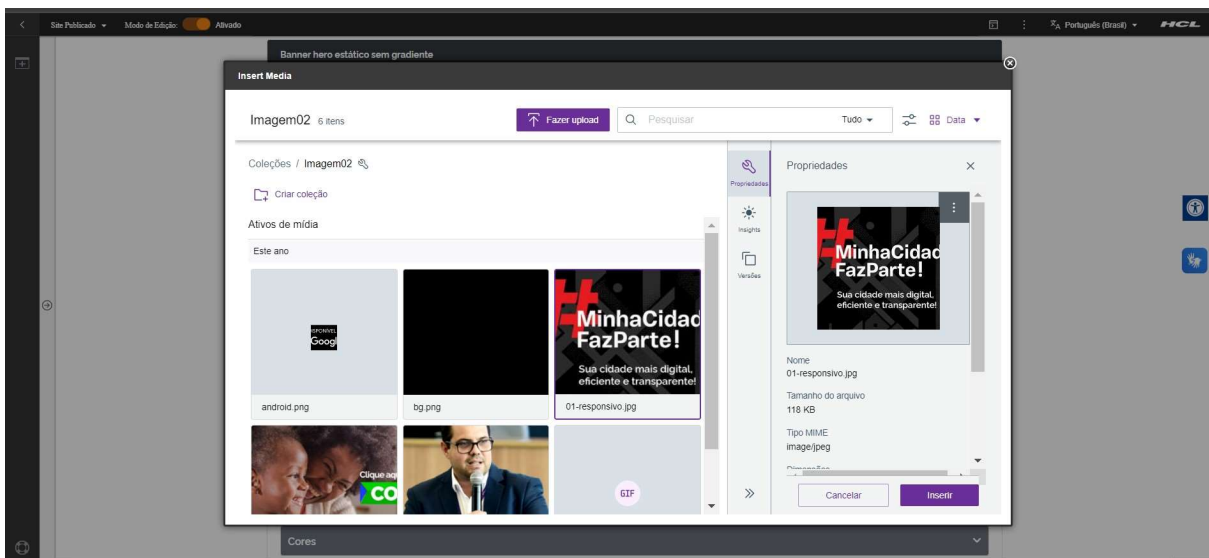 Site Publicado
Modo de Edição:
Ativado
Português (Brasil)
HCL
Banner hero estático sem gradiente
Insert Media
Imagem02 6 itens
Fazer upload
Pesquisar
Tudo
Data
Coleções / Imagem02
Criar coleção
Ativos de mídia
Este ano
Googl
android.png
bg.png
#MinhaCidad
FazParte!
Sua cidade mais digital,
eficiente e transparente!
01-responsivo.jpg
Clique aq
CO
GIF
Propriedades
Insights
Versões
Propriedades
#MinhaCidad
FazParte!
Sua cidade mais digital,
eficiente e transparente!
Nome
01-responsivo.jpg
Tamanho do arquivo
118 KB
Tipo MIME
image/jpeg
Cancelar
Inserir
Cores